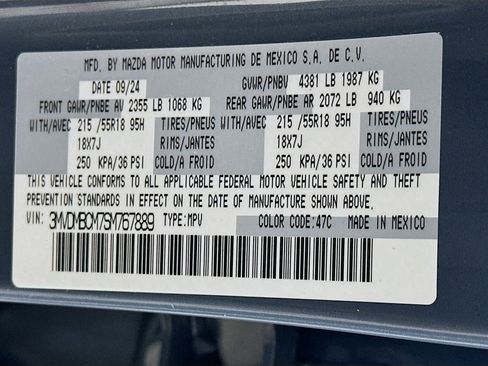 MFD. BY MAZDA MOTOR MANUFACTURING DE MEXICO S.A. DE C.V.
DATE 09/24 GVWR/PNBV 4381 LB 1987 KG
FRONT GAWR/PNBE AV 2355 LB 1068 KG REAR GAWR/PNBE AR 2072 LB 940 KG
WITH/AVEC 215 /55R18 95H TIRES/PNEUS WITH/AVEC 215 /55R18 95H TIRES/PNEUS
18X7J RIMS/JANTES 18X7J RIMS/JANTES
250 KPA/36 PSI COLD/A FROID 250 KPA/36 PSI COLD/A FROID
THIS VEHICLE CONFORMS TO ALL APPLICABLE FEDERAL MOTOR VEHICLE SAFETY AND THEFT
PREVENTION STANDARDS IN EFFECT ON THE DATE OF MANUFACTURE SHOWN ABOVE.
VIN: 3MVDMBCM7SM767889 TYPE:MPV COLOR CODE:47C MADE IN MEXICO